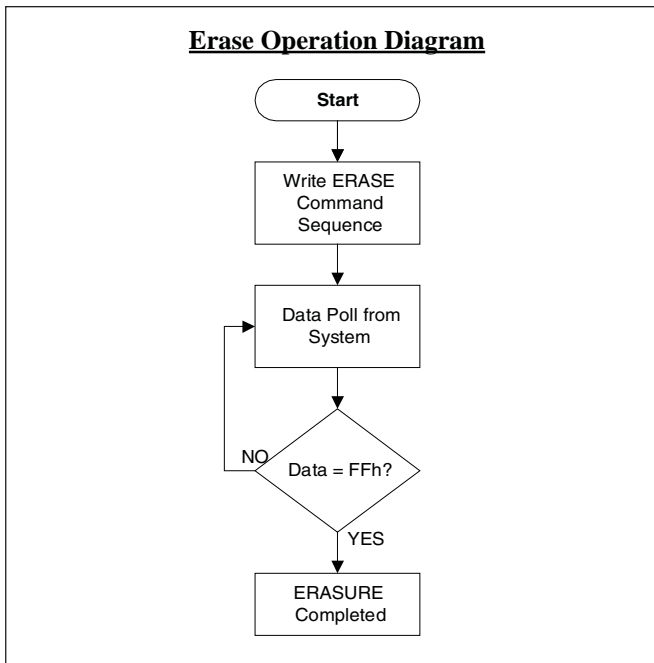 Erase Operation Diagram
Start
Write ERASE
Command
Sequence
Data Poll from
System
NO
Data = FFh?
YES
ERASURE
Completed